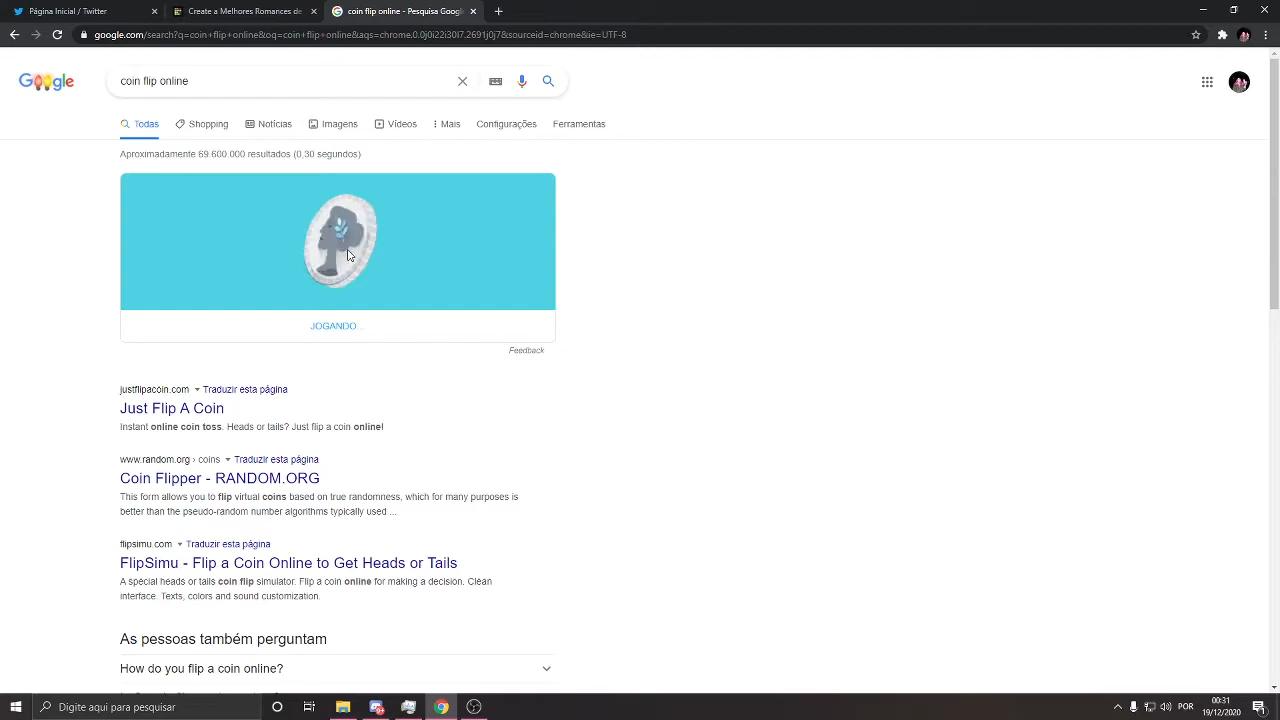 Página Inicial / Twitter
Create a Melhores Romances de
coin flip online - Pesquisa Googl
google.com/search?q=coin+flip+online&oq=coin+flip+online&aqs=chrome.0.0j0i22i30l7.2691j0j7&sourceid=chrome&ie=UTF-8
Google
coin flip online
Todas
Shopping
Notícias
Imagens
Vídeos
Mais
Configurações
Ferramentas
Aproximadamente 69.600.000 resultados (0,30 segundos)
JOGANDO...
Feedback
justflipacoin.com Traduzir esta página
Just Flip A Coin
Instant online coin toss. Heads or tails? Just flip a coin online!
www.random.org › coins Traduzir esta página
Coin Flipper - RANDOM.ORG
This form allows you to flip virtual coins based on true randomness, which for many purposes is
better than the pseudo-random number algorithms typically used ...
flipsimu.com Traduzir esta página
FlipSimu - Flip a Coin Online to Get Heads or Tails
A special heads or tails coin flip simulator. Flip a coin online for making a decision. Clean
interface. Texts, colors and sound customization.
As pessoas também perguntam
How do you flip a coin online?
Digite aqui para pesquisar
POR
00:31
19/12/2020